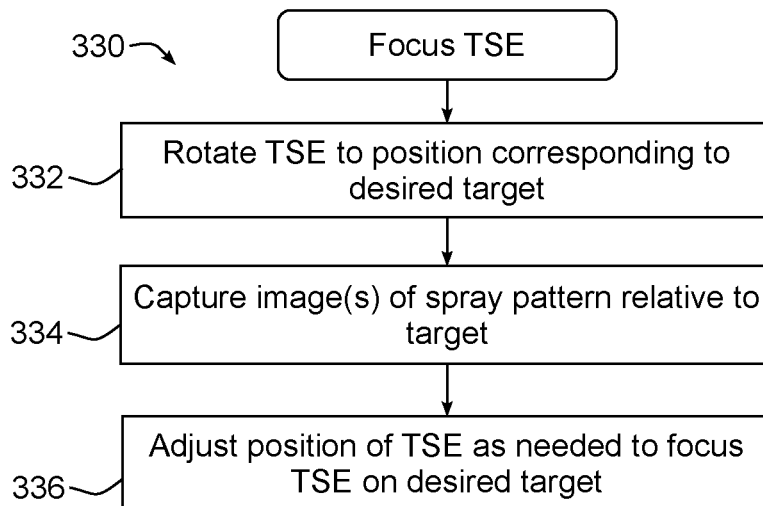 330
Focus TSE
332
Rotate TSE to position corresponding to
desired target
334
Capture image(s) of spray pattern relative to
target
336
Adjust position of TSE as needed to focus
TSE on desired target